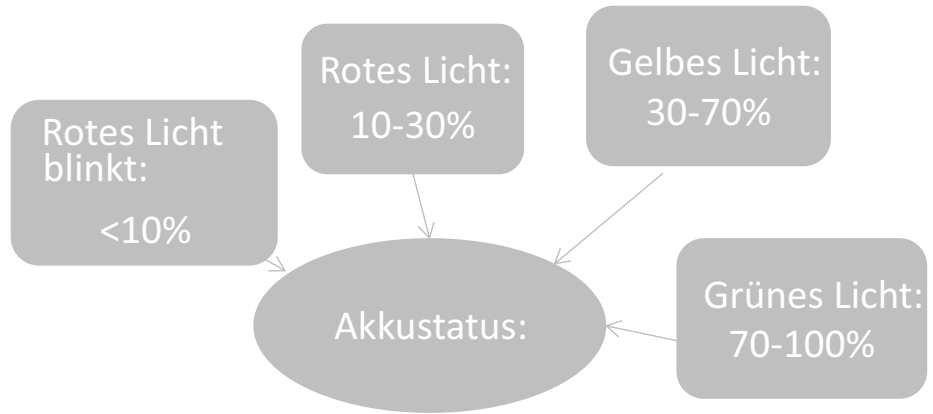 Rotes Licht
blinkt:
<10%
Rotes Licht:
10-30%
Gelbes Licht:
30-70%
Grünes Licht:
70-100%
Akkustatus: